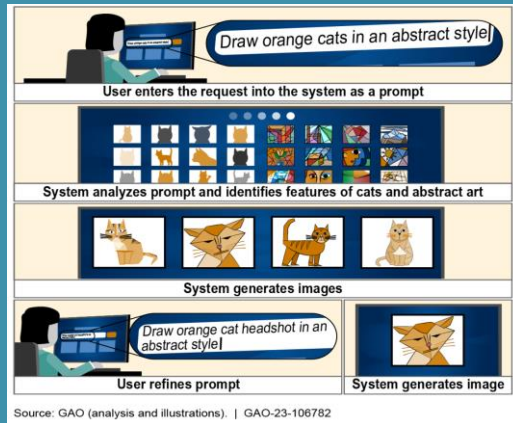 Draw orange cats in an abstract style
User enters the request into the system as a prompt
System analyzes prompt and identifies features of cats and abstract art
System generates images
Draw orange cat headshot in an
abstract style
User refines prompt
System generates image
Source: GAO (analysis and illustrations). | GAO-23-106782